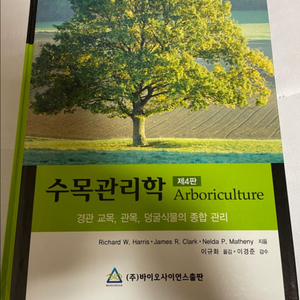 수목관리학 제4판
Arboriculture
경관 교목, 관목, 덩굴식물의 종합 관리
Richard W. Harris · James R. Clark · Nelda P. Matheny 지음
이규화 옮김 · 이경준 감수
(주)바이오사이언스출판